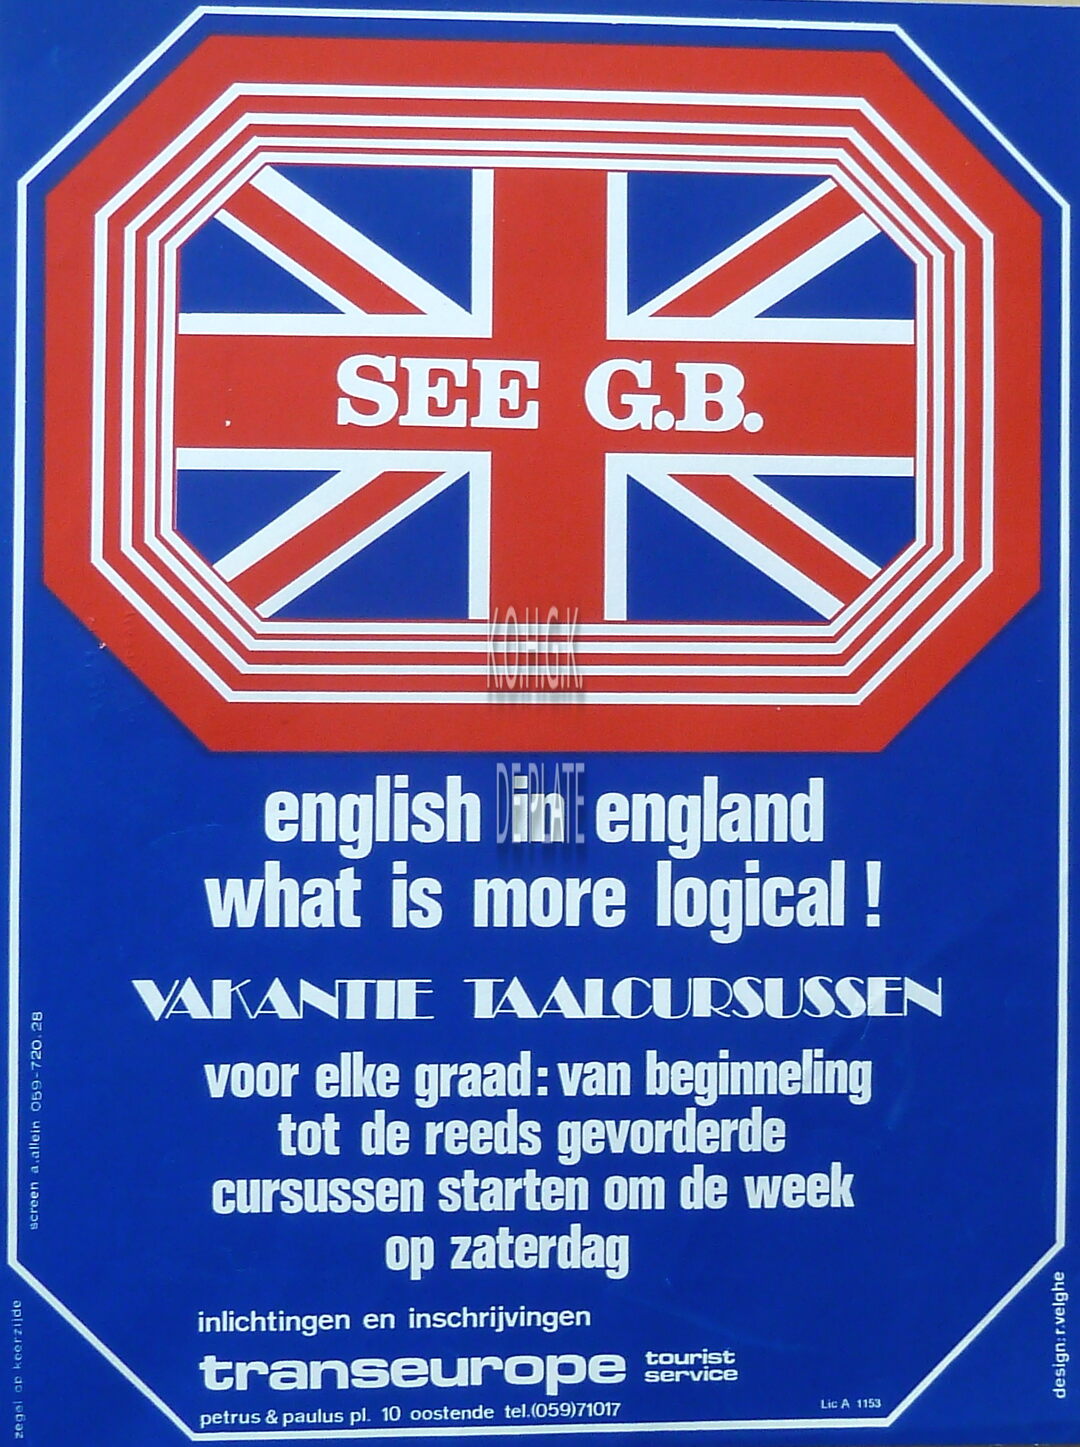 SEE G.B.
K.O.H.G.K.
DE PLATE
english in england
what is more logical !
VAKANTIE TAALCURSUSSEN
voor elke graad: van beginneling
tot de reeds gevorderde
cursussen starten om de week
op zaterdag
inlichtingen en inschrijvingen
transeurope tourist
service
petrus & paulus pl. 10 oostende tel.(059)71017
Lic A 1153
screen a.allein 059-720.28
zegel op keerzijde
design: r.velghe